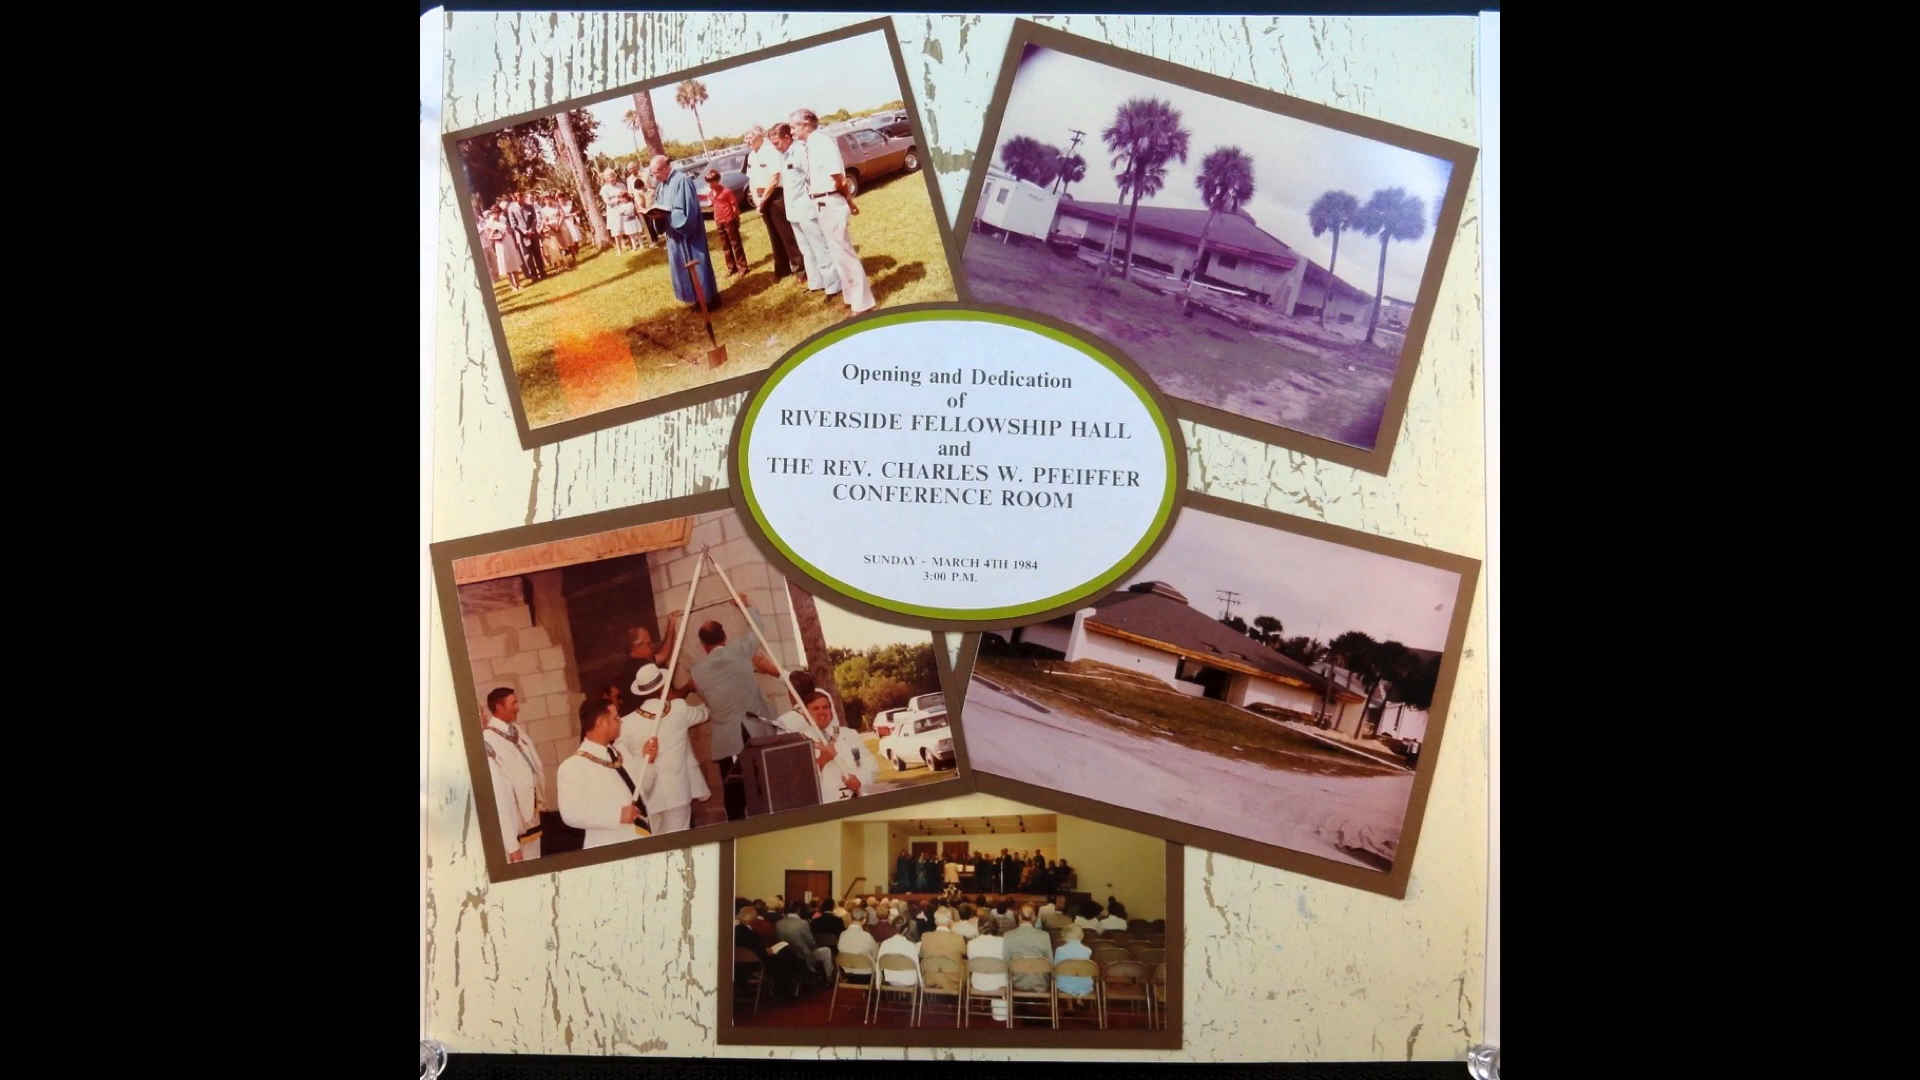 Opening and Dedication
of
RIVERSIDE FELLOWSHIP HALL
and
THE REV. CHARLES W. PFEIFFER
CONFERENCE ROOM
SUNDAY - MARCH 4TH 1984
3:00 P.M.